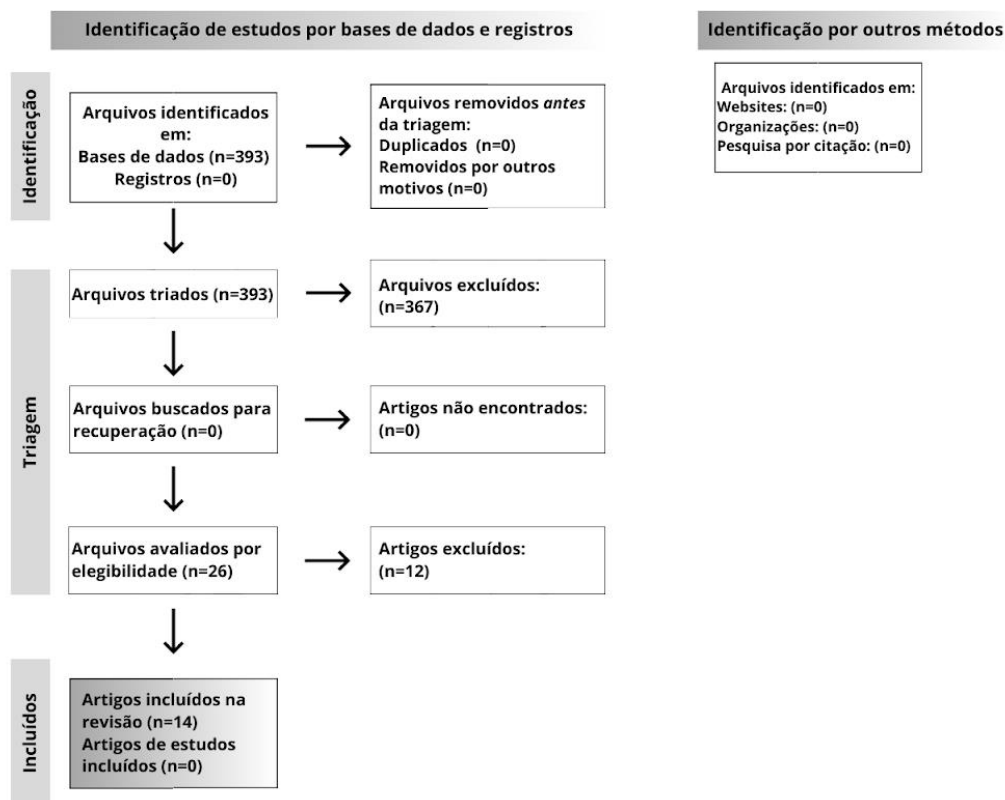 Identificação de estudos por bases de dados e registros
Identificação por outros métodos
Identificação
Arquivos identificados
em:
Bases de dados (n=393)
Registros (n=0)
Arquivos removidos antes
da triagem:
Duplicados (n=0)
Removidos por outros
motivos (n=0)
Arquivos identificados em:
Websites: (n=0)
Organizações: (n=0)
Pesquisa por citação: (n=0)
Triagem
Arquivos triados (n=393)
Arquivos excluídos:
(n=367)
Arquivos buscados para
recuperação (n=0)
Artigos não encontrados:
(n=0)
Arquivos avaliados por
elegibilidade (n=26)
Artigos excluídos:
(n=12)
Incluídos
Artigos incluídos na
revisão (n=14)
Artigos de estudos
incluídos (n=0)